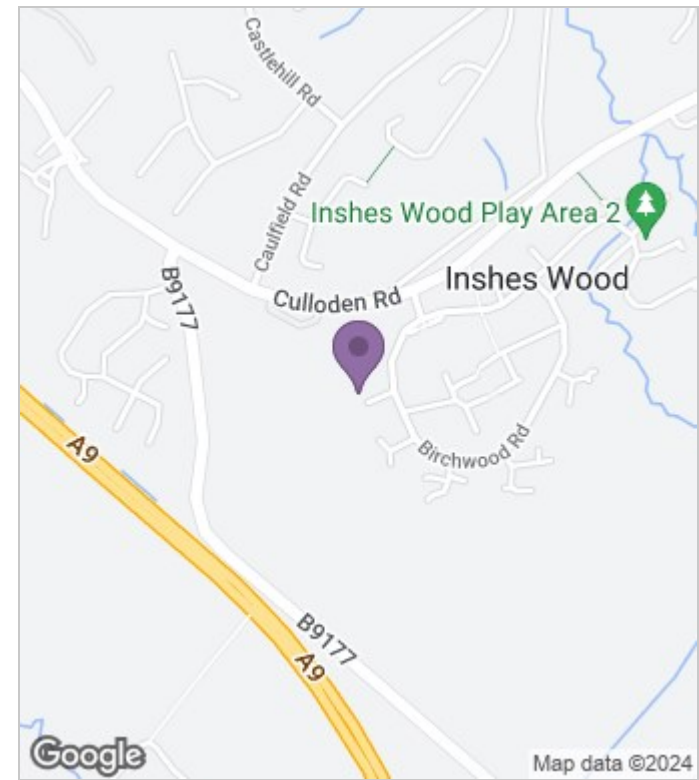 Castlehill Rd
Caulfield Rd
Inshes Wood Play Area 2
Inshes Wood
Culloden Rd
B9177
A9
Birchwood Rd
B9177
A9
Google
Map data ©2024